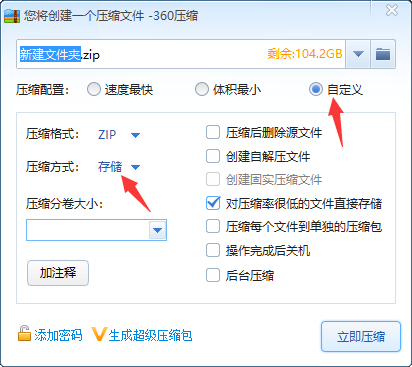 您将创建一个压缩文件 -360压缩
新建文件夹.zip 剩余:104.2GB
压缩配置： 速度最快 体积最小 自定义
压缩格式： ZIP
压缩方式： 存储
压缩分卷大小：
加注释
压缩后删除源文件
创建自解压文件
创建固实压缩文件
对压缩率很低的文件直接存储
压缩每个文件到单独的压缩包
操作完成后关机
后台压缩
添加密码 生成超级压缩包 立即压缩